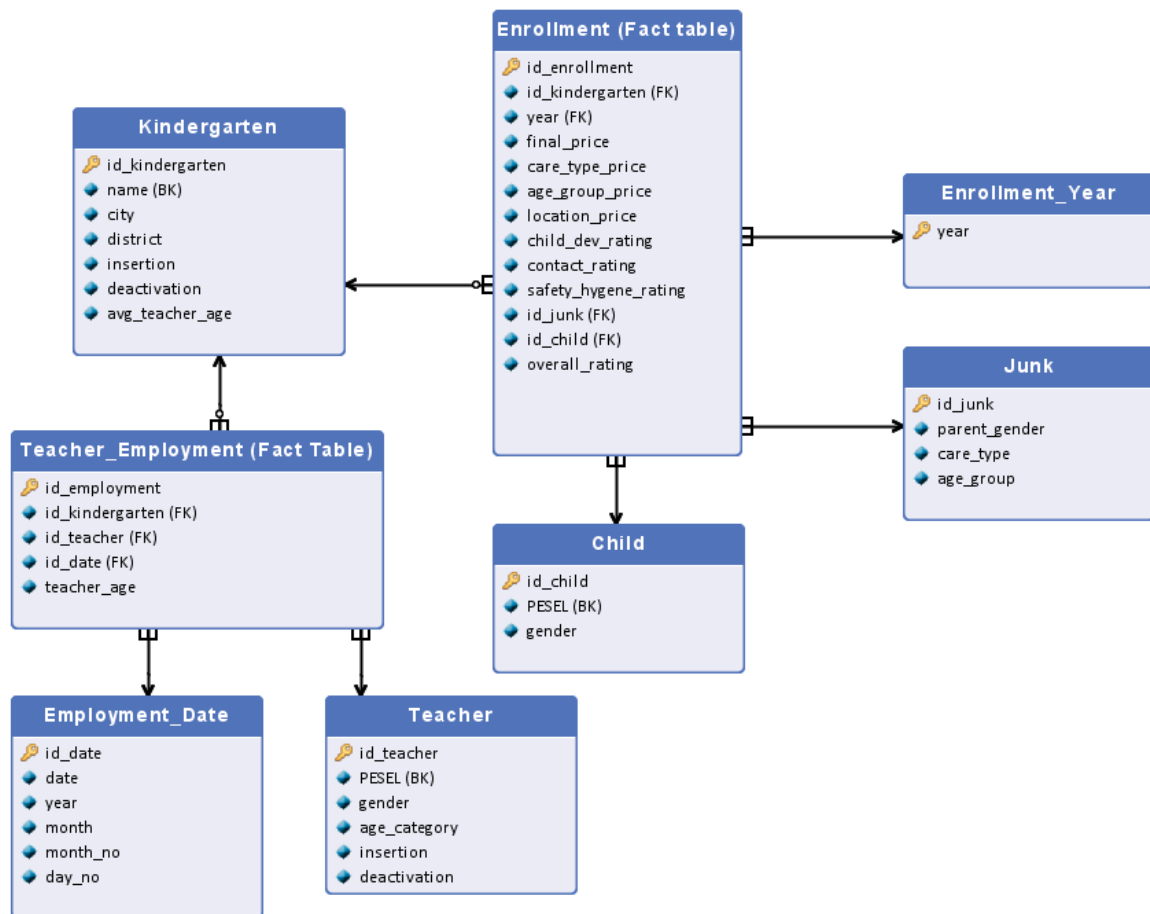 Enrollment (Fact table)
id_enrollment
id_kindergarten (FK)
year (FK)
final_price
care_type_price
age_group_price
location_price
child_dev_rating
contact_rating
safety_hygene_rating
id_junk (FK)
id_child (FK)
overall_rating
Kindergarten
id_kindergarten
name (BK)
city
district
insertion
deactivation
avg_teacher_age
Enrollment_Year
year
Junk
id_junk
parent_gender
care_type
age_group
Teacher_Employment (Fact Table)
id_employment
id_kindergarten (FK)
id_teacher (FK)
id_date (FK)
teacher_age
Child
id_child
PESEL (BK)
gender
Employment_Date
id_date
date
year
month
month_no
day_no
Teacher
id_teacher
PESEL (BK)
gender
age_category
insertion
deactivation